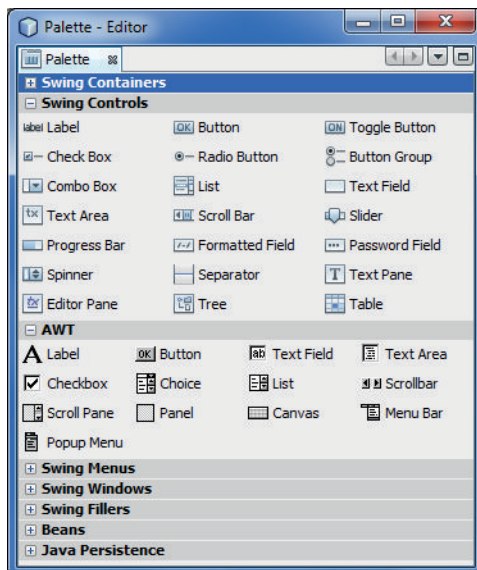 Palette - Editor
Palette
Swing Containers
Swing Controls
label Label OK Button ON Toggle Button
Check Box Radio Button Button Group
Combo Box List Text Field
tx Text Area Scroll Bar Slider
Progress Bar Formatted Field Password Field
Spinner Separator T Text Pane
tx Editor Pane Tree Table
AWT
A Label OK Button ab Text Field Text Area
Checkbox Choice List Scrollbar
Scroll Pane Panel Canvas Menu Bar
Popup Menu
Swing Menus
Swing Windows
Swing Fillers
Beans
Java Persistence